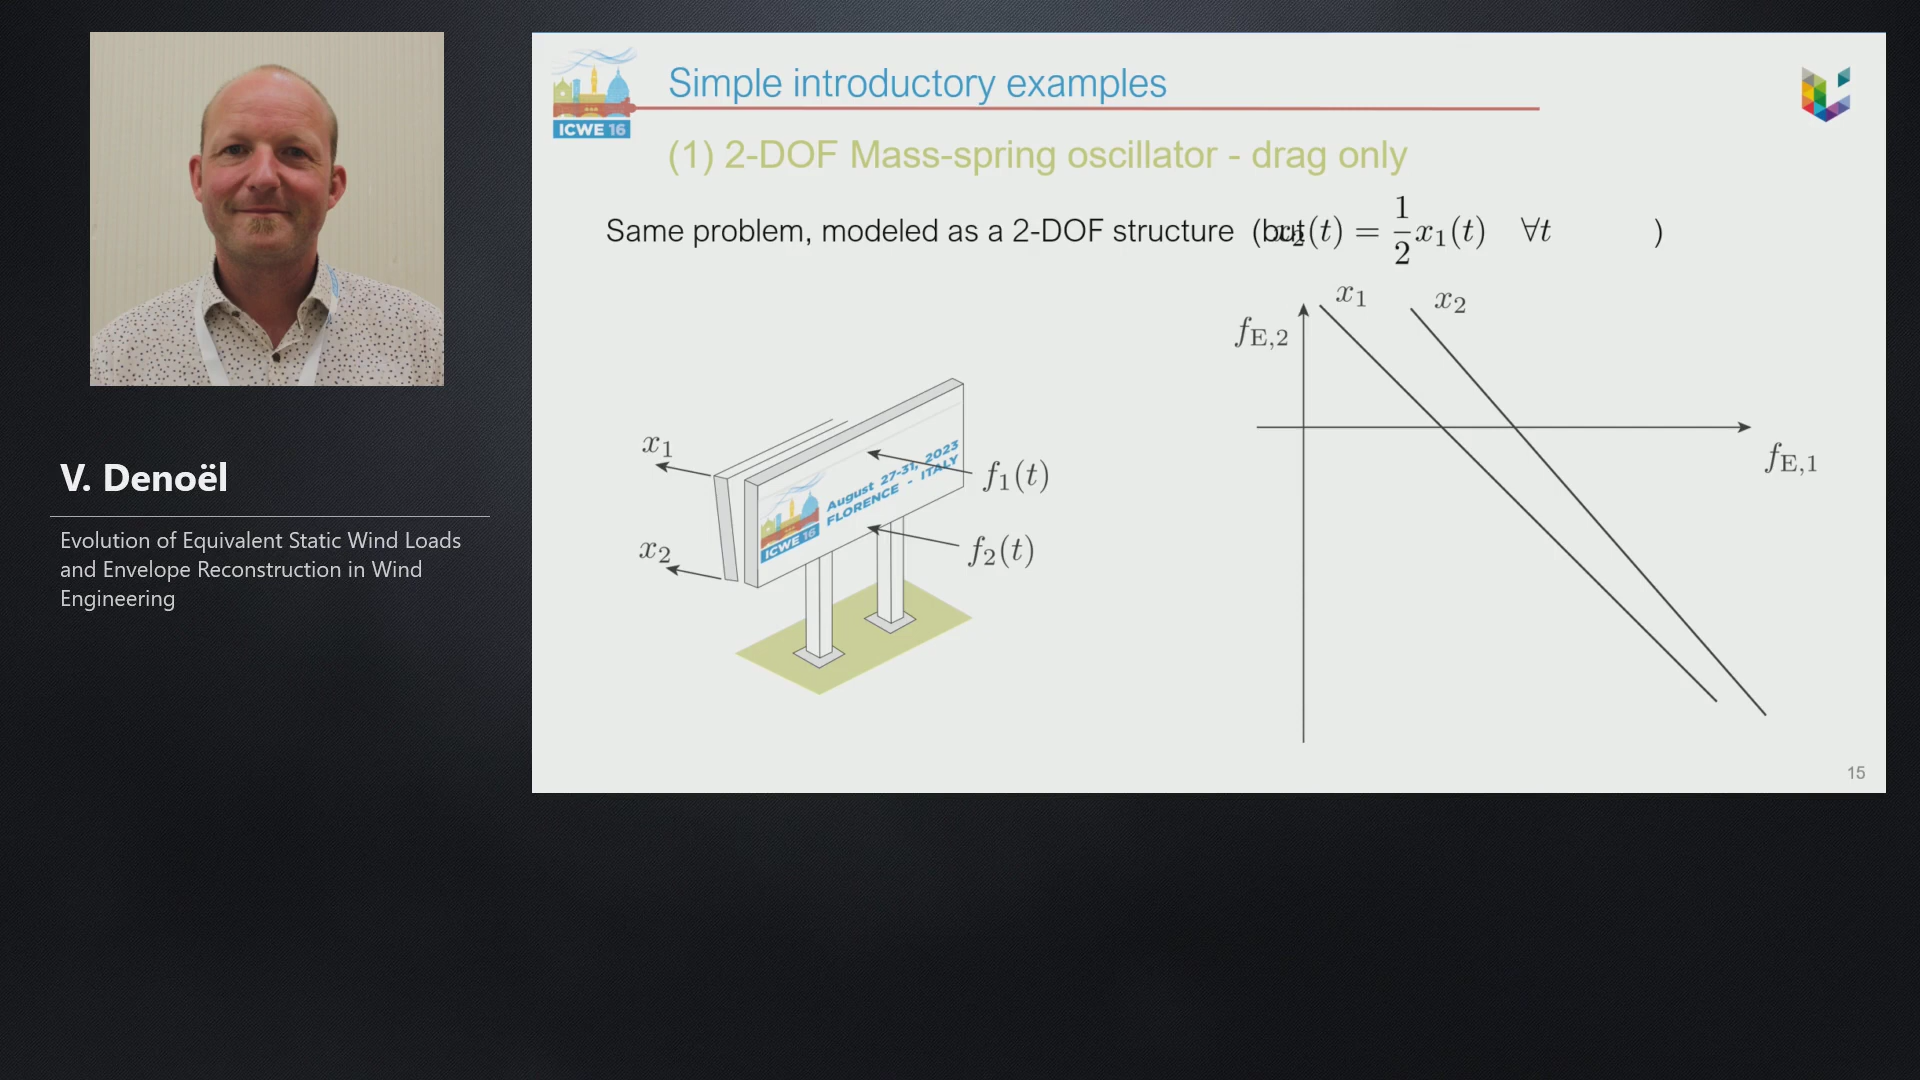 V. Denoël
Evolution of Equivalent Static Wind Loads
and Envelope Reconstruction in Wind
Engineering
ICWE 16
Simple introductory examples
(1) 2-DOF Mass-spring oscillator - drag only
Same problem, modeled as a 2-DOF structure (but x₂(t) = 1/2 x₁(t) ∀t )
x₁
x₂
f₁(t)
f₂(t)
August 27-31, 2023
FLORENCE - ITALY
ICWE 16
x₁
x₂
f_E,2
f_E,1
15